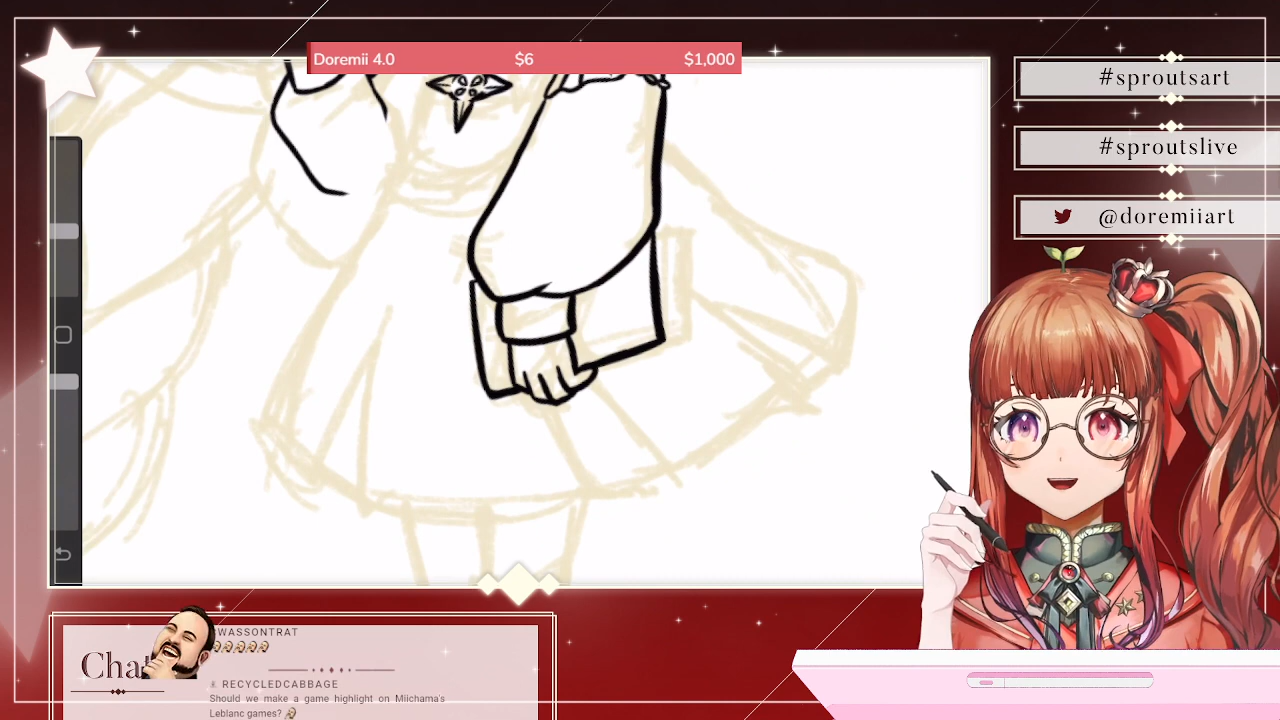 Doremii 4.0 $6 $1,000
#sproutsart
#sproutslive
@doremiiart
Chat
WASSONTRAT
RECYCLEDCABBAGE
Should we make a game highlight on Miichama's
Leblanc games?